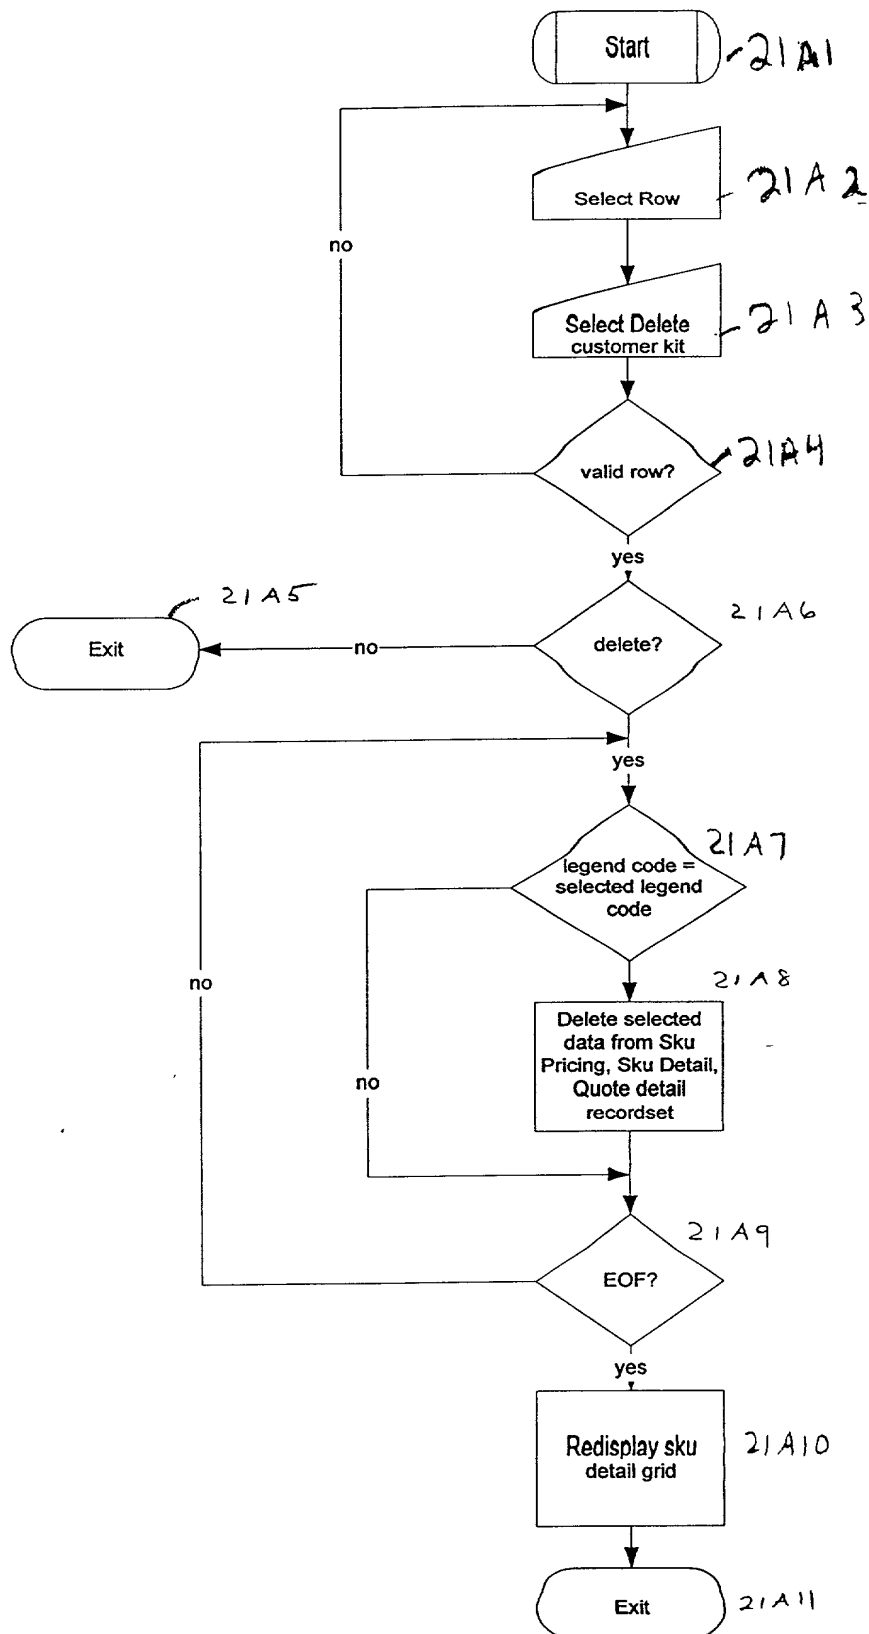 Start
21A1
Select Row
21A2
no
Select Delete
customer kit
21A3
valid row?
21A4
yes
21A5
Exit
no
delete?
21A6
yes
21A7
legend code =
selected legend
code
no
no
21A8
Delete selected
data from Sku
Pricing, Sku Detail,
Quote detail
recordset
21A9
EOF?
yes
Redisplay sku
detail grid
21A10
Exit
21A11